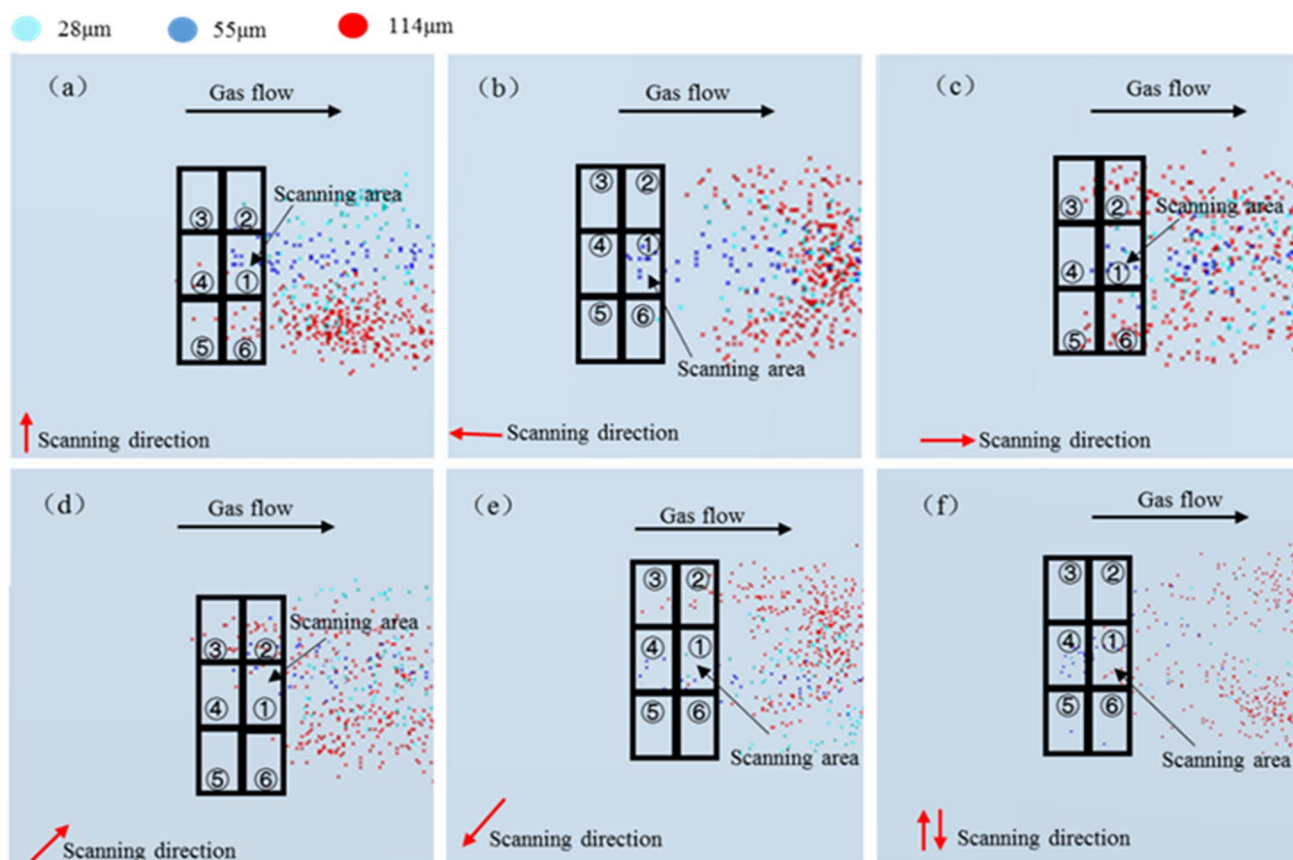 28μm 55μm 114μm
(a)
Gas flow
Scanning area
③ ②
④ ①
⑤ ⑥
Scanning direction
(b)
Gas flow
③ ②
④ ①
⑤ ⑥
Scanning area
Scanning direction
(c)
Gas flow
③ ②
Scanning area
④ ①
⑤ ⑥
Scanning direction
(d)
Gas flow
Scanning area
③ ②
④ ①
⑤ ⑥
Scanning direction
(e)
Gas flow
③ ②
④ ①
⑤ ⑥
Scanning area
Scanning direction
(f)
Gas flow
③ ②
④ ①
⑤ ⑥
Scanning area
Scanning direction